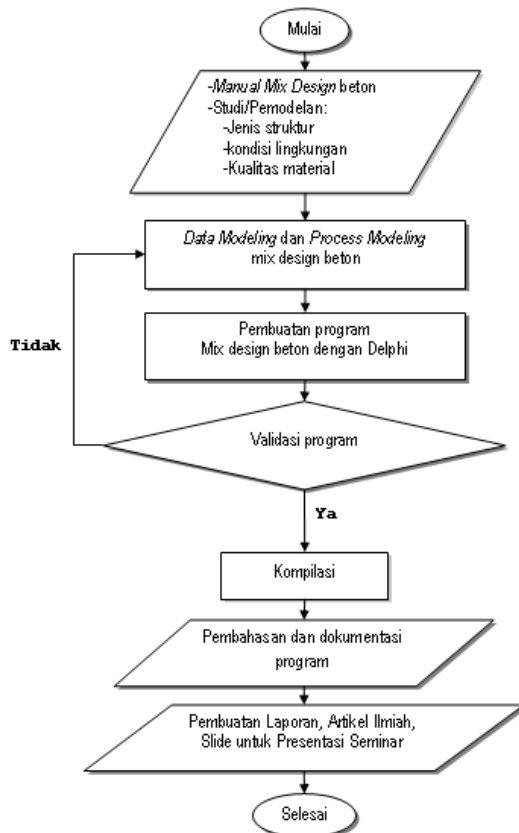 Mulai
-Manual Mix Design beton
-Studi/Pemodelan:
-Jenis struktur
-kondisi lingkungan
-Kualitas material
Data Modeling dan Process Modeling
mix design beton
Pembuatan program
Mix design beton dengan Delphi
Tidak
Validasi program
Ya
Kompilasi
Pembahasan dan dokumentasi
program
Pembuatan Laporan, Artikel Ilmiah,
Slide untuk Presentasi Seminar
Selesai